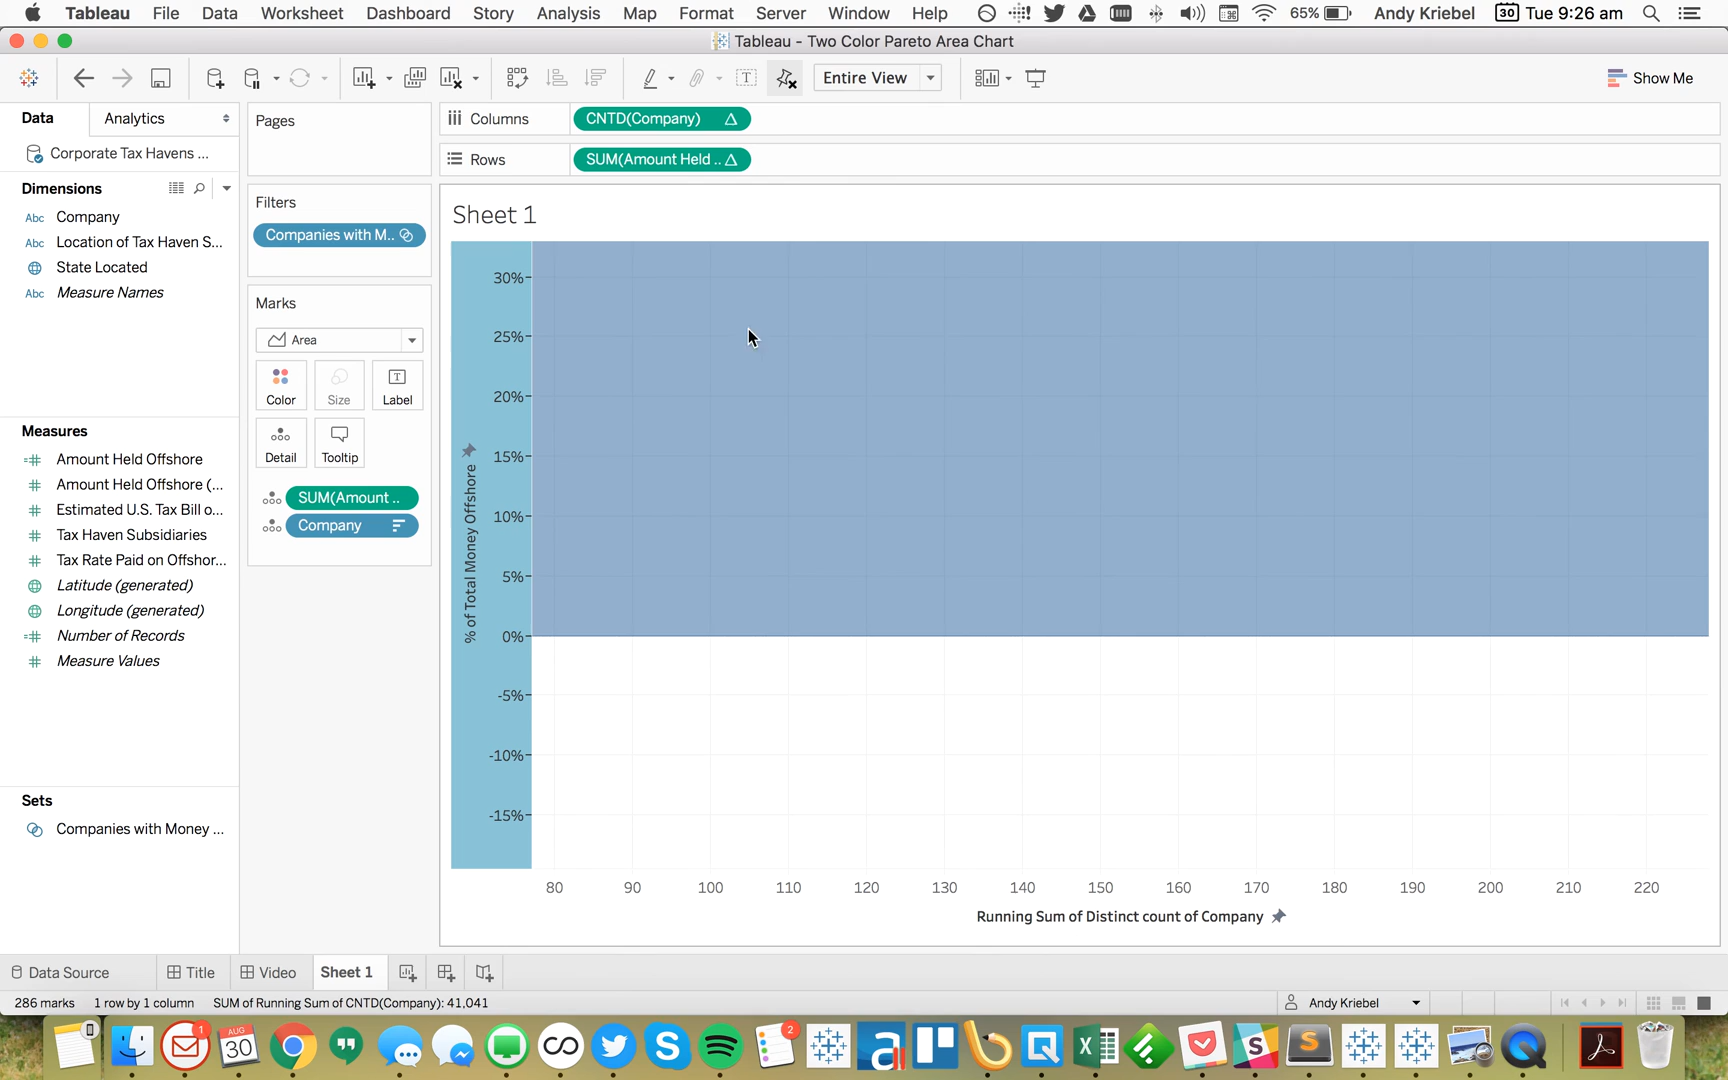 Tableau File Data Worksheet Dashboard Story Analysis Map Format Server Window Help 65% Andy Kriebel 30 Tue 9:26 am
Tableau - Two Color Pareto Area Chart
Entire View
Show Me
Data
Analytics
Corporate Tax Havens ...
Dimensions
Abc Company
Abc Location of Tax Haven S...
State Located
Abc Measure Names
Measures
Amount Held Offshore
Amount Held Offshore (...
Estimated U.S. Tax Bill o...
Tax Haven Subsidiaries
Tax Rate Paid on Offshor...
Latitude (generated)
Longitude (generated)
Number of Records
Measure Values
Sets
Companies with Money ...
Pages
Filters
Companies with M..
Marks
Area
Color Size Label
Detail Tooltip
SUM(Amount ..
Company
Columns CNTD(Company)
Rows SUM(Amount Held ..
Sheet 1
% of Total Money Offshore
30%
25%
20%
15%
10%
5%
0%
-5%
-10%
-15%
80 90 100 110 120 130 140 150 160 170 180 190 200 210 220
Running Sum of Distinct count of Company
Data Source Title Video Sheet 1
286 marks 1 row by 1 column SUM of Running Sum of CNTD(Company): 41,041 Andy Kriebel
1
AUG
30
2